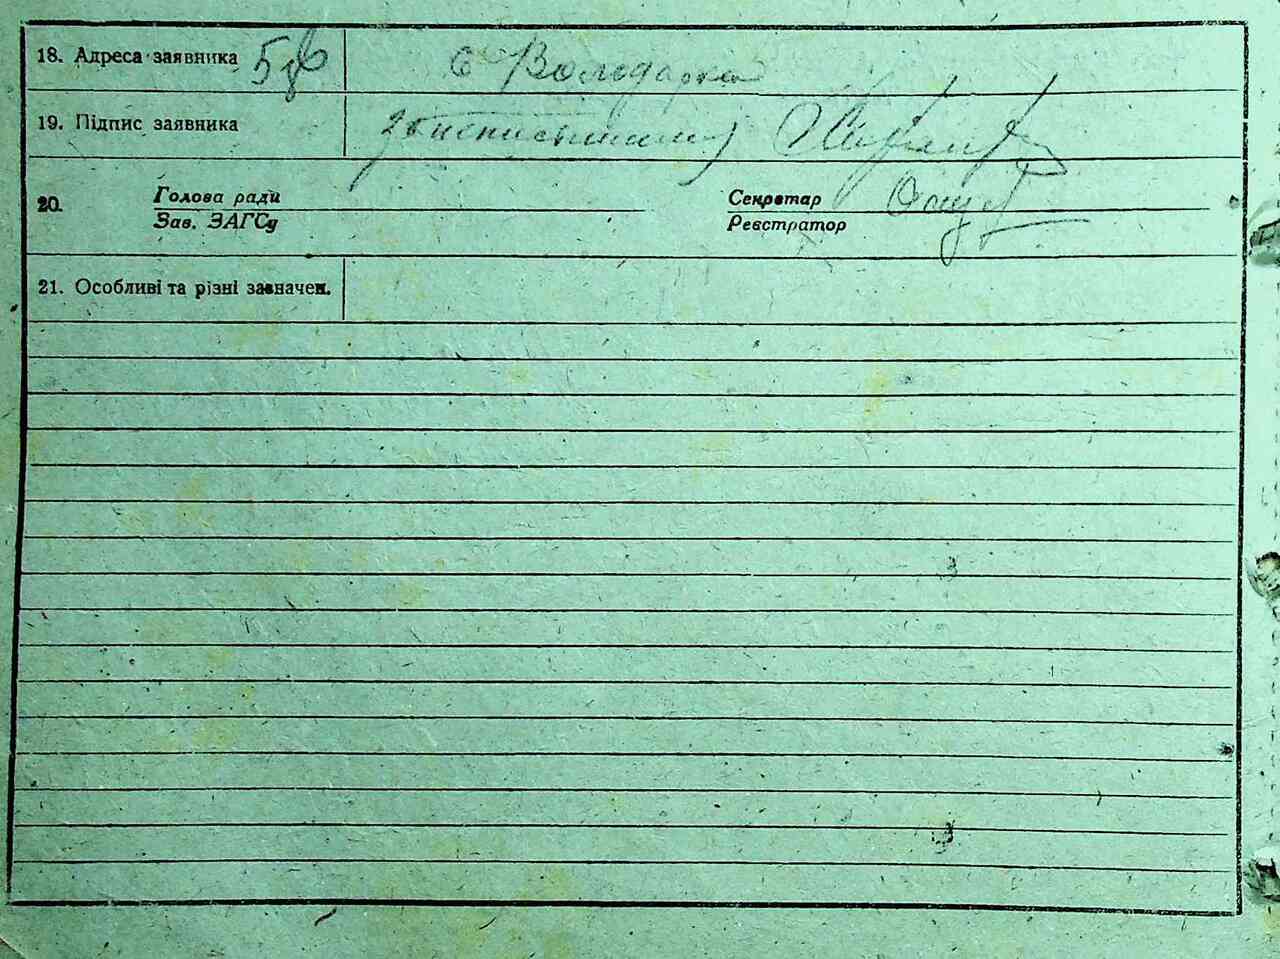 18. Адреса заявника с Володарка
19. Підпис заявника
20. Голова ради Секретар
Зав. ЗАГСу Реєстратор
21. Особливі та різні зазначен.